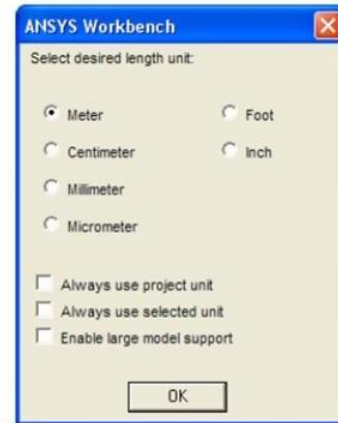 ANSYS Workbench
Select desired length unit:
Meter
Foot
Centimeter
Inch
Millimeter
Micrometer
Always use project unit
Always use selected unit
Enable large model support
OK